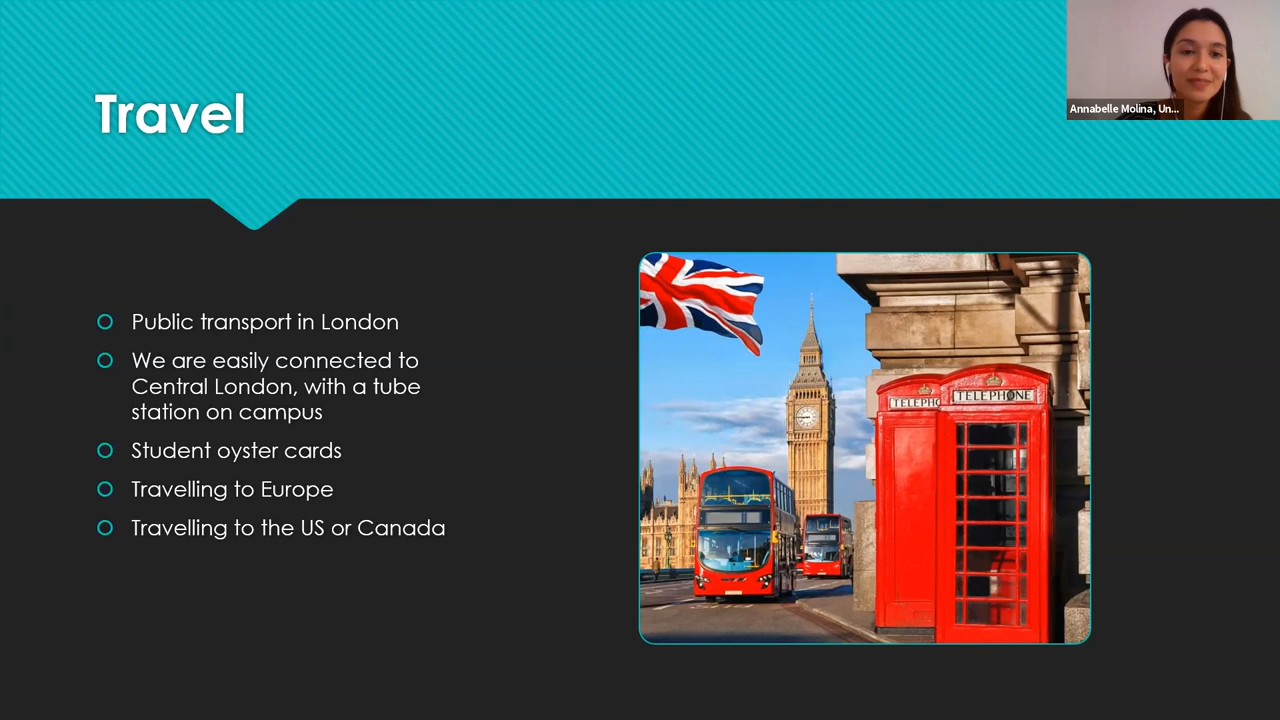 Travel
Annabelle Molina, Un...
Public transport in London
We are easily connected to
Central London, with a tube
station on campus
Student oyster cards
Travelling to Europe
Travelling to the US or Canada
TELEPHO
TELEPHONE